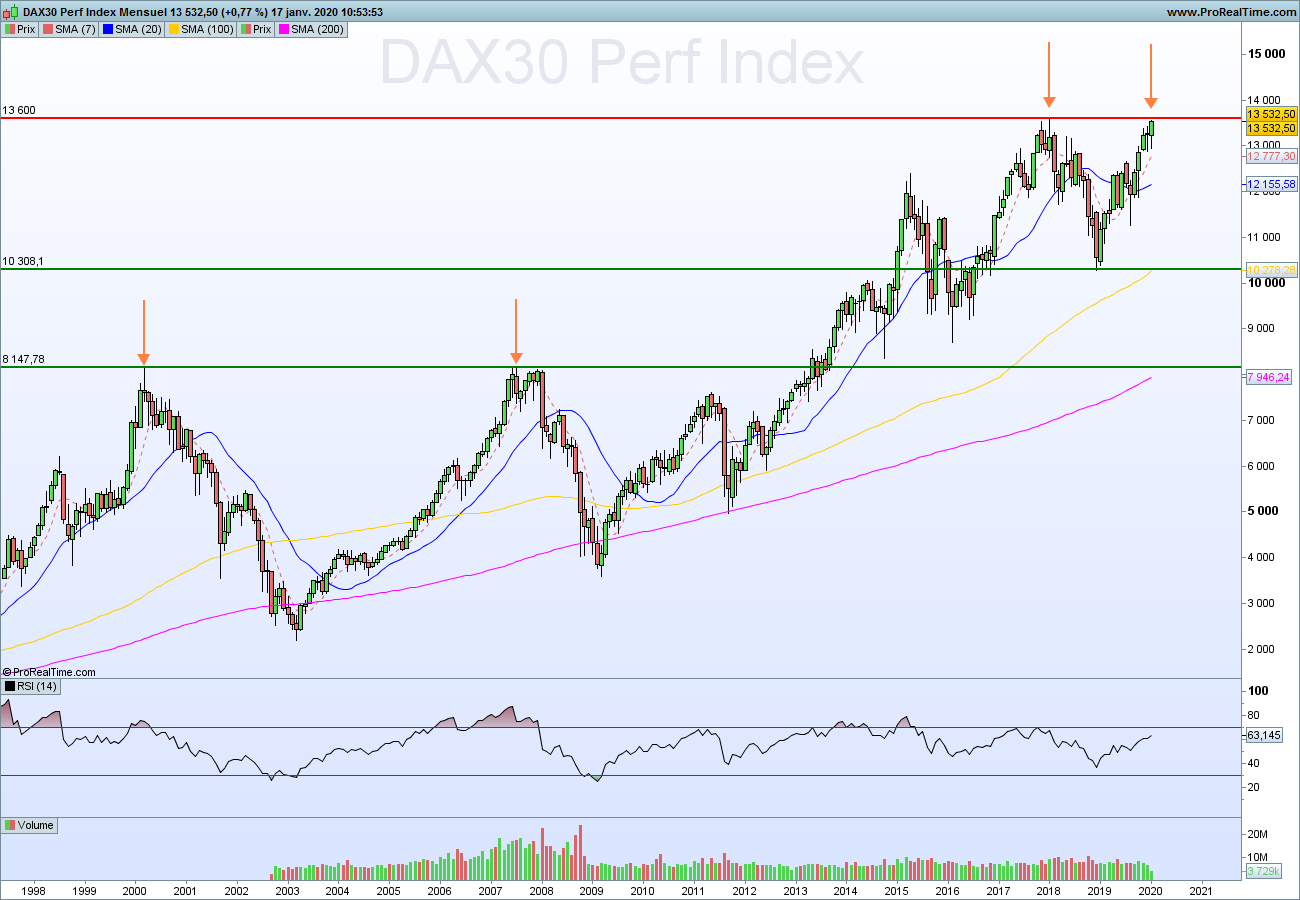 DAX30 Perf Index Mensuel 13 532,50 (+0,77 %) 17 janv. 2020 10:53:53 www.ProRealTime.com
Prix SMA (7) SMA (20) SMA (100) Prix SMA (200)
DAX30 Perf Index
15 000
14 000
13 600
13 532,50
13 532,50
13 000
12 777,30
12 155,58
12 000
11 000
10 308,1
10 278,28
10 000
9 000
8 147,78
7 946,24
7 000
6 000
5 000
4 000
3 000
2 000
© ProRealTime.com
RSI (14)
100
80
63,145
40
20
Volume
20M
10M
3 729k
1998 1999 2000 2001 2002 2003 2004 2005 2006 2007 2008 2009 2010 2011 2012 2013 2014 2015 2016 2017 2018 2019 2020 2021